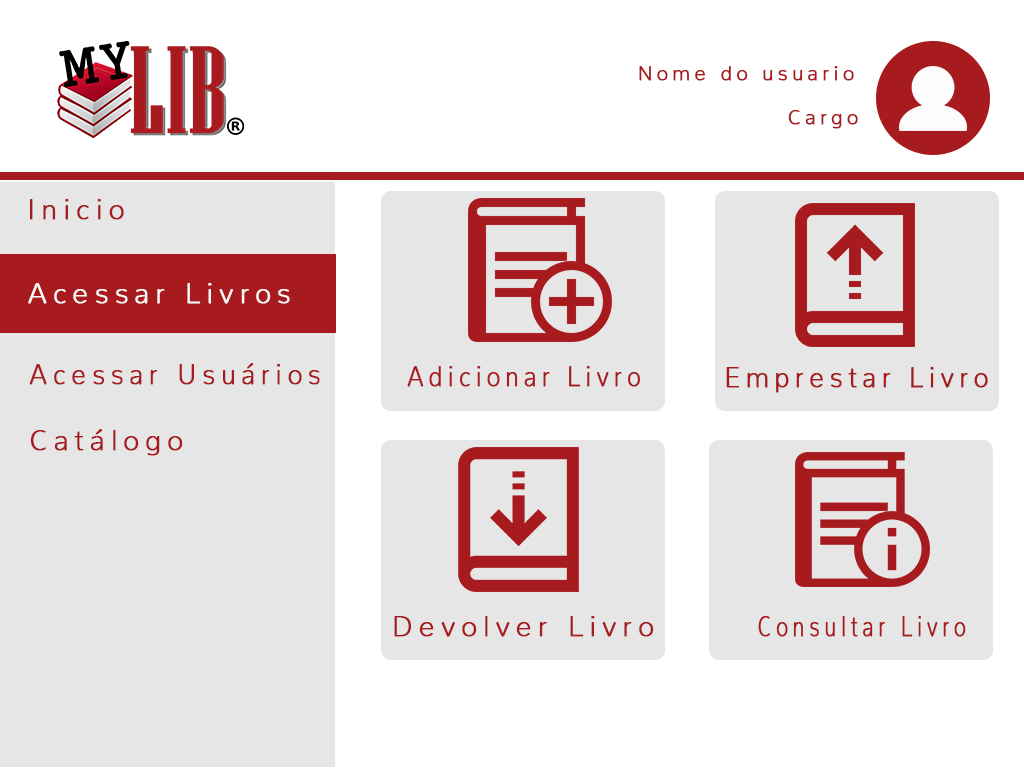 MY LIB ®
Nome do usuario
Cargo
Inicio
Acessar Livros
Acessar Usuários
Catálogo
Adicionar Livro
Emprestar Livro
Devolver Livro
Consultar Livro